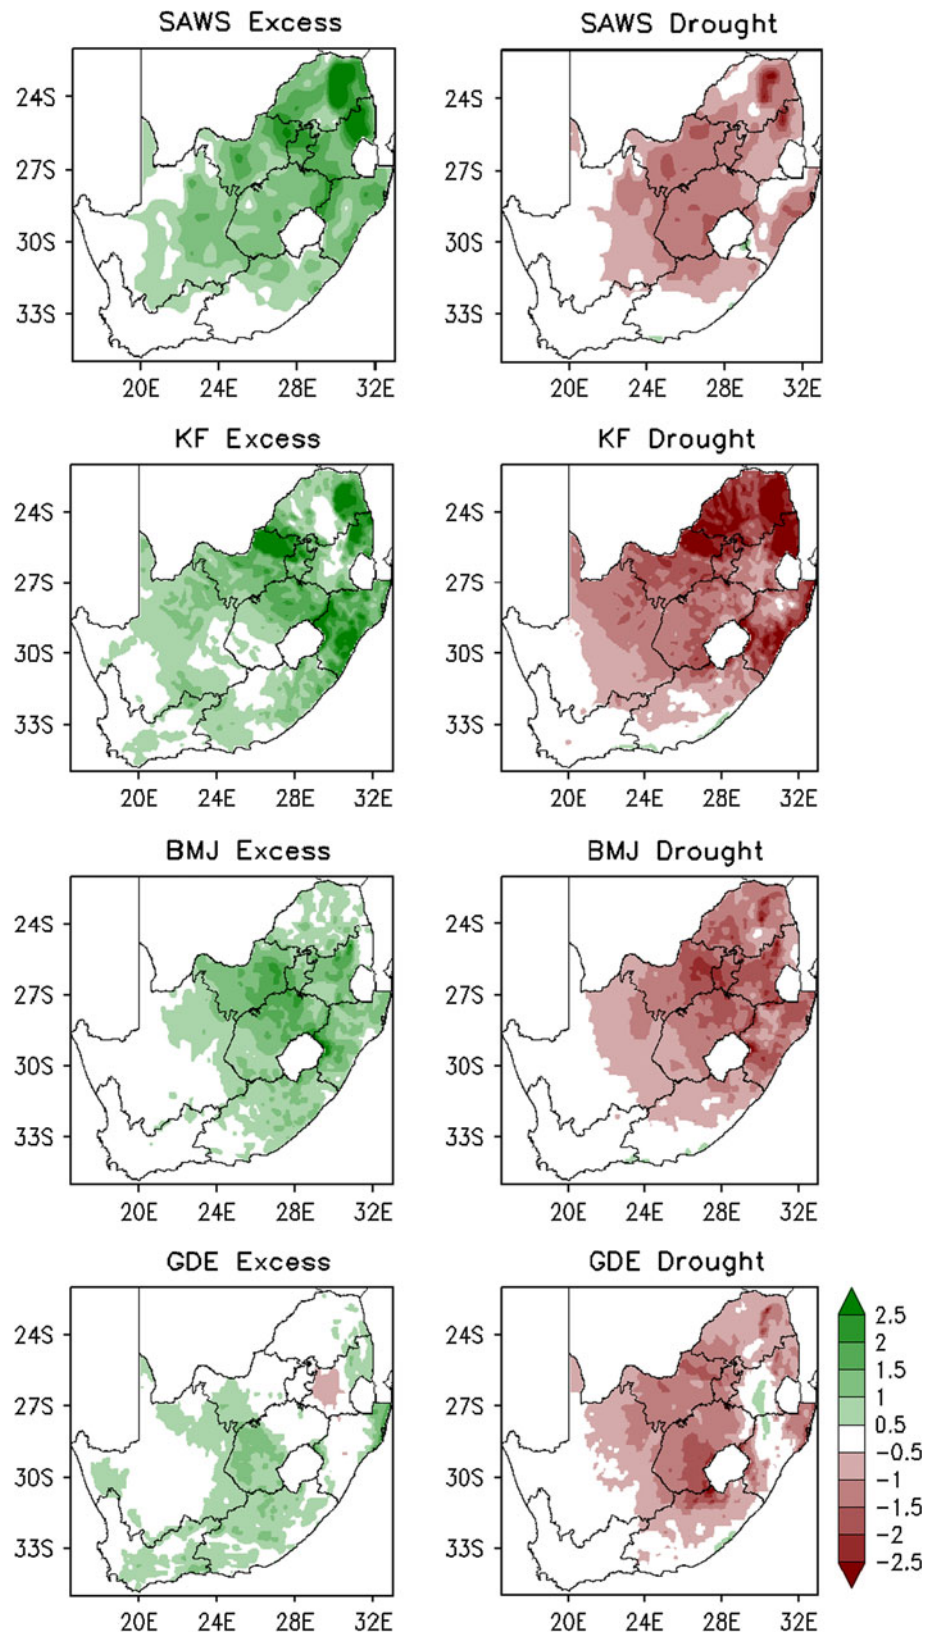 SAWS Excess
SAWS Drought
24S
27S
30S
33S
20E 24E 28E 32E
24S
27S
30S
33S
20E 24E 28E 32E
KF Excess
KF Drought
24S
27S
30S
33S
20E 24E 28E 32E
24S
27S
30S
33S
20E 24E 28E 32E
BMJ Excess
BMJ Drought
24S
27S
30S
33S
20E 24E 28E 32E
24S
27S
30S
33S
20E 24E 28E 32E
GDE Excess
GDE Drought
24S
27S
30S
33S
20E 24E 28E 32E
24S
27S
30S
33S
20E 24E 28E 32E
2.5
2
1.5
1
0.5
-0.5
-1
-1.5
-2
-2.5